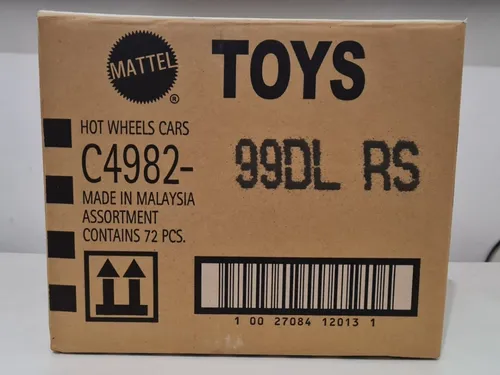 MATTEL ® TOYS
HOT WHEELS CARS
C4982- 99DL RS
MADE IN MALAYSIA
ASSORTMENT
CONTAINS 72 PCS.
1 00 27084 12013 1